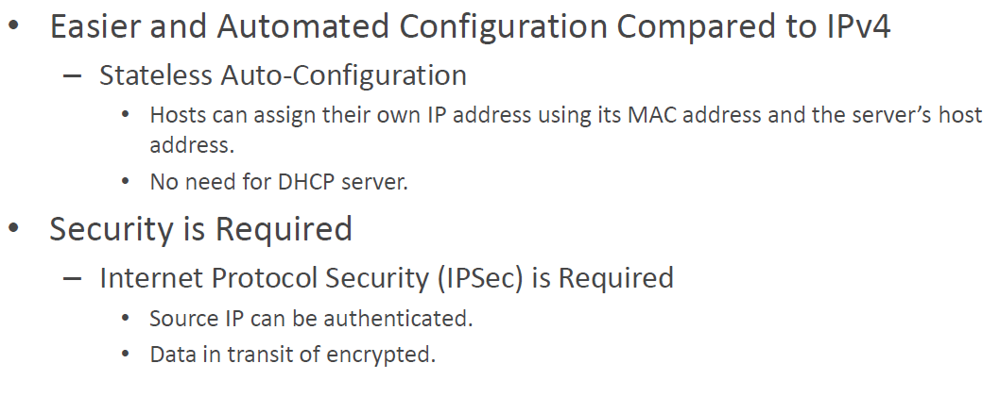 • Easier and Automated Configuration Compared to IPv4
– Stateless Auto-Configuration
• Hosts can assign their own IP address using its MAC address and the server’s host
address.
• No need for DHCP server.
• Security is Required
– Internet Protocol Security (IPSec) is Required
• Source IP can be authenticated.
• Data in transit of encrypted.